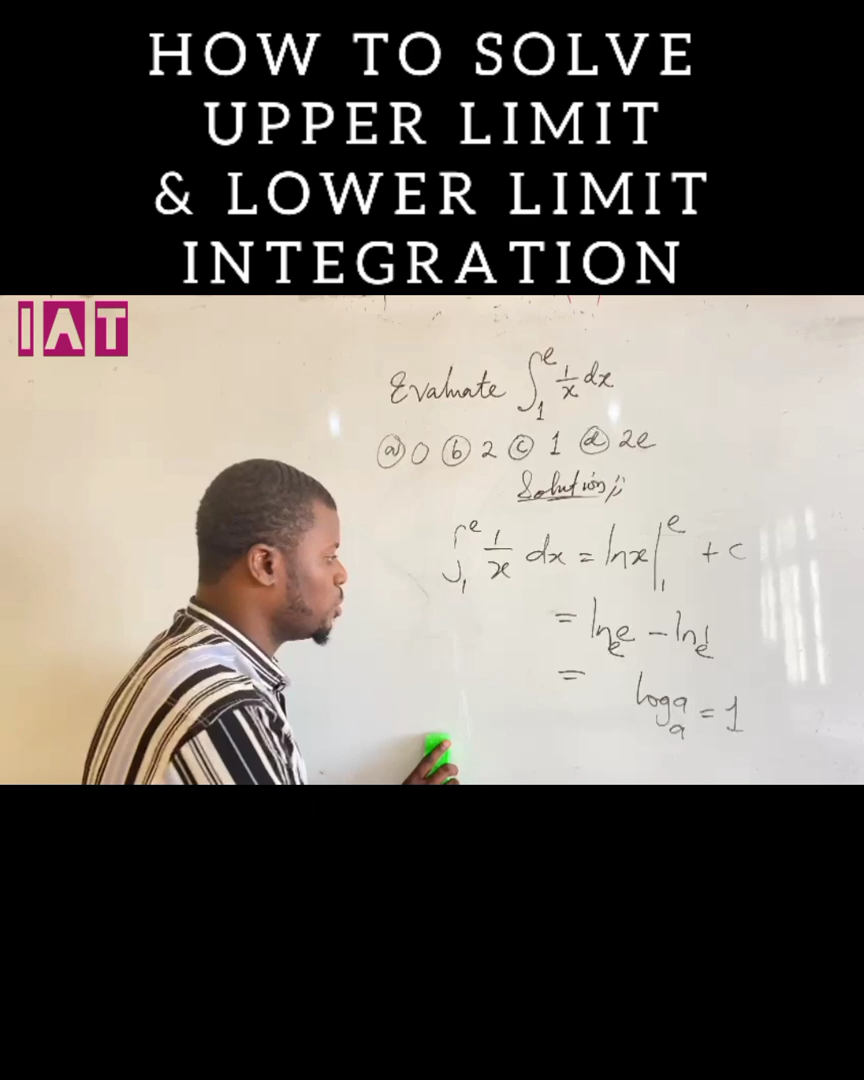 HOW TO SOLVE
UPPER LIMIT
& LOWER LIMIT
INTEGRATION
IAT
Evaluate ∫₁ᵉ 1/x dx
(a) 0 (b) 2 (c) 1 (d) 2e
Solution;;
∫₁ᵉ 1/x dx = lnx|₁ᵉ + c
= lnₑe − lnₑ1
=
logₐa = 1